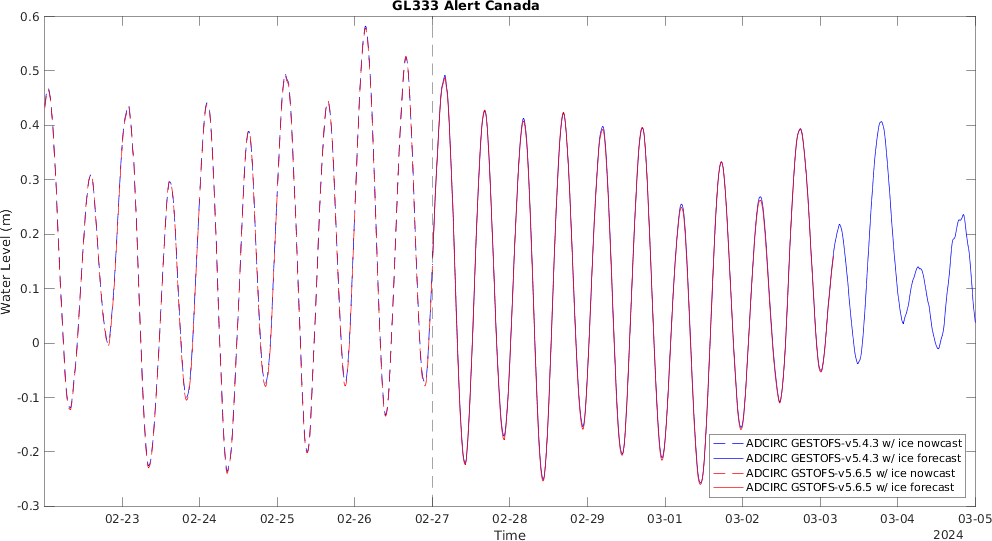 GL333 Alert Canada
Water Level (m)
0.6
0.5
0.4
0.3
0.2
0.1
0
-0.1
-0.2
-0.3
ADCIRC GESTOFS-v5.4.3 w/ ice nowcast
ADCIRC GESTOFS-v5.4.3 w/ ice forecast
ADCIRC GSTOFS-v5.6.5 w/ ice nowcast
ADCIRC GSTOFS-v5.6.5 w/ ice forecast
02-23 02-24 02-25 02-26 02-27 02-28 02-29 03-01 03-02 03-03 03-04 03-05
Time
2024